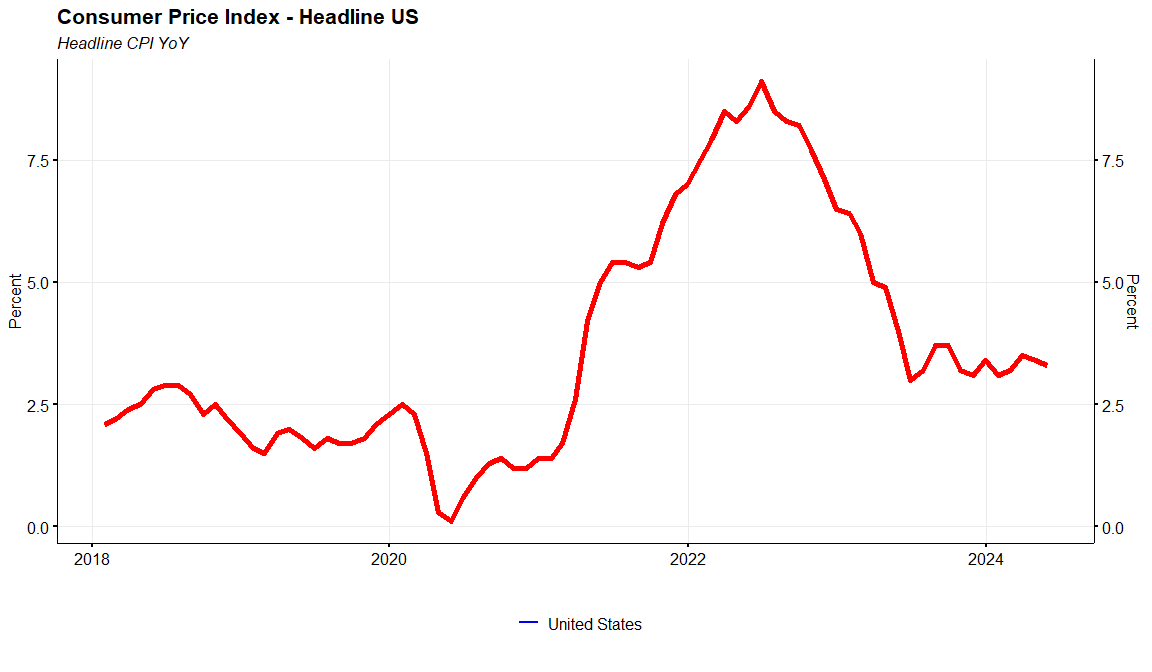 Consumer Price Index - Headline US
Headline CPI YoY
Percent
7.5
5.0
2.5
0.0
7.5
5.0
2.5
0.0
Percent
2018 2020 2022 2024
United States